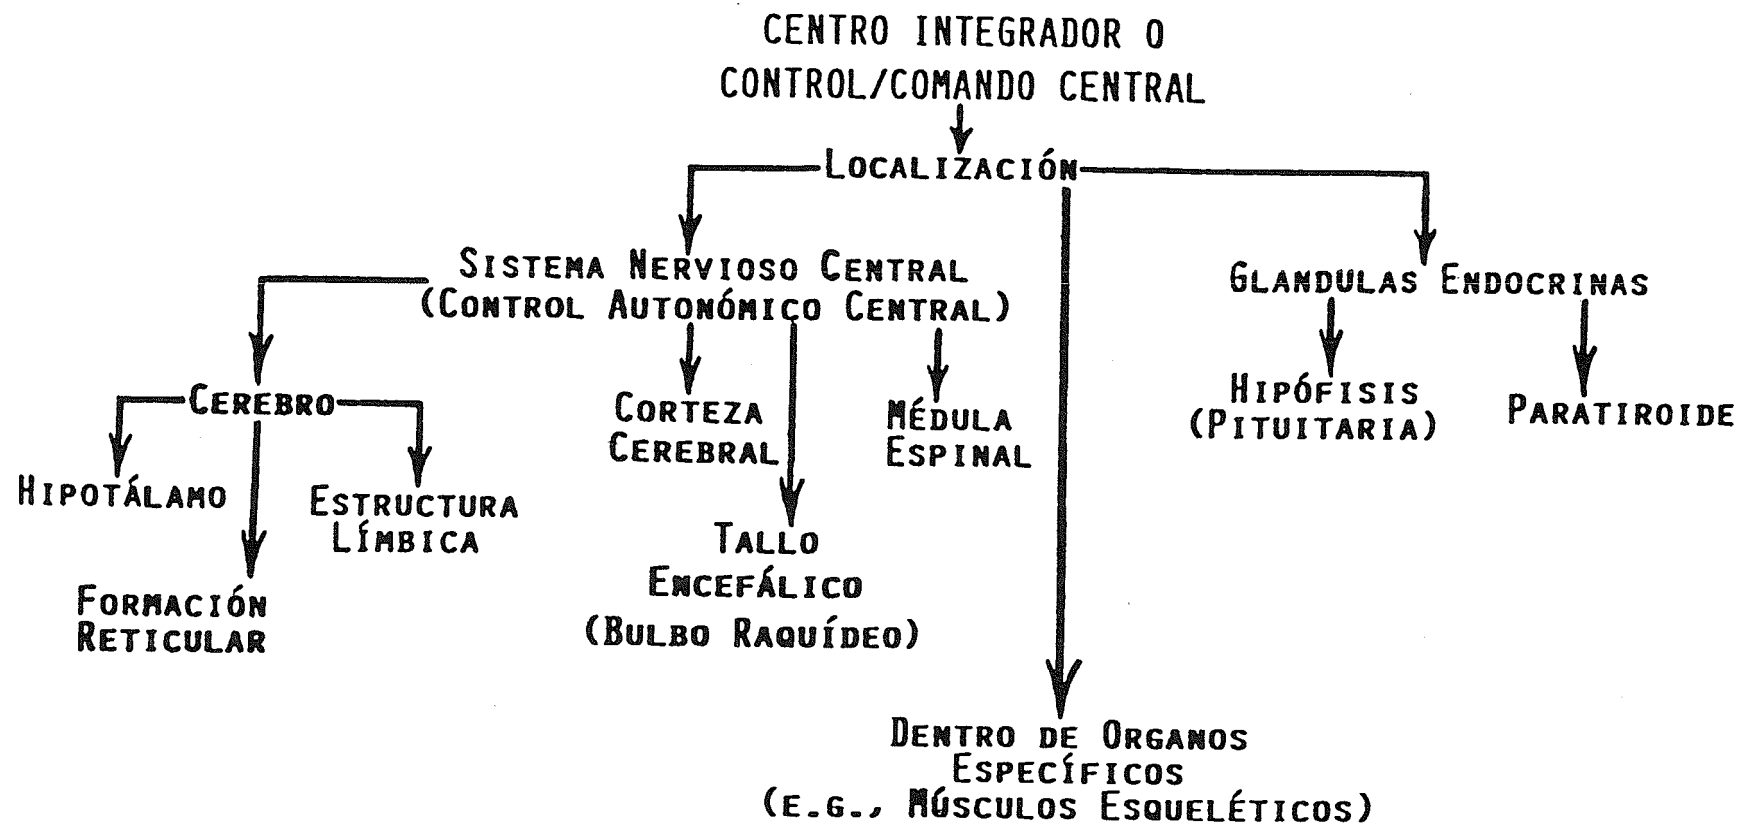 CENTRO INTEGRADOR O
CONTROL/COMANDO CENTRAL
LOCALIZACIÓN
SISTEMA NERVIOSO CENTRAL
(CONTROL AUTONÓMICO CENTRAL)
GLANDULAS ENDOCRINAS
CEREBRO
CORTEZA
CEREBRAL
MÉDULA
ESPINAL
HIPÓFISIS
(PITUITARIA)
PARATIROIDE
HIPOTÁLAMO
ESTRUCTURA
LÍMBICA
TALLO
ENCEFÁLICO
(BULBO RAQUÍDEO)
FORMACIÓN
RETICULAR
DENTRO DE ORGANOS
ESPECÍFICOS
(E.G., MÚSCULOS ESQUELÉTICOS)